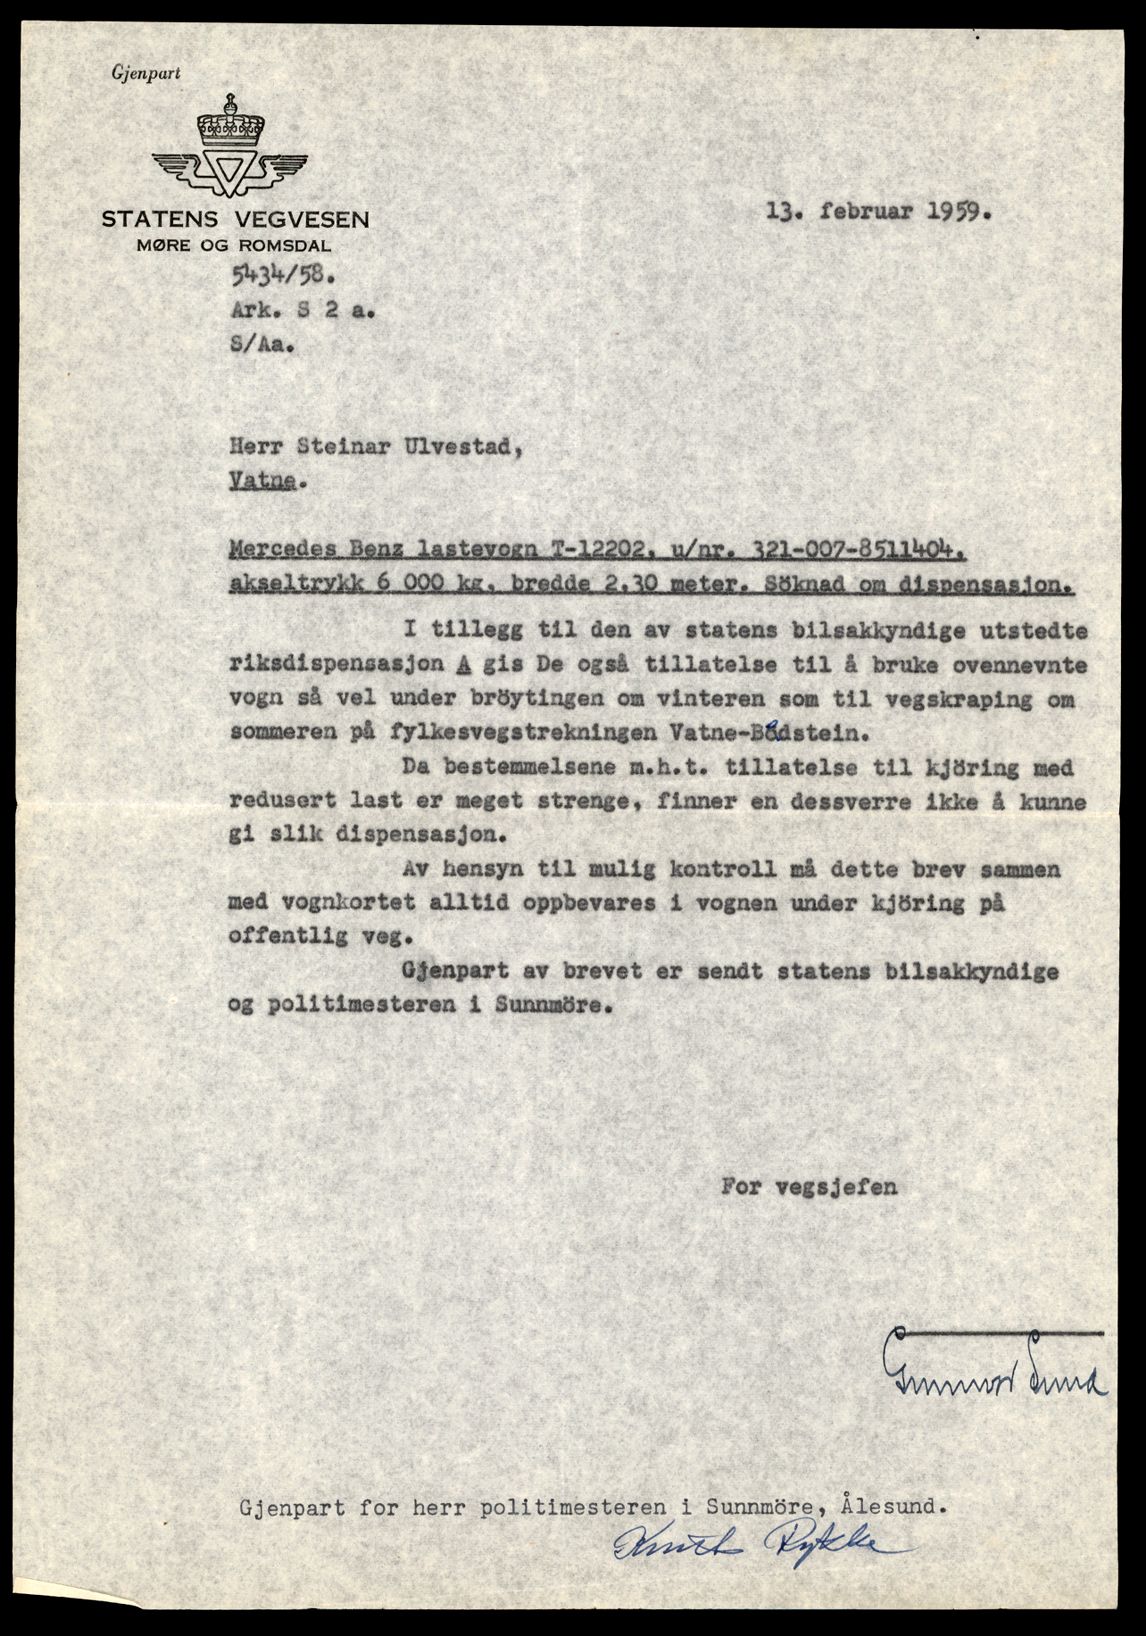 Gjenpart
STATENS VEGVESEN
MØRE OG ROMSDAL
13. februar 1959.
5434/58.
Ark. S 2 a.
S/Aa.
Herr Steinar Ulvestad,
Vatne.
Mercedes Benz lastevogn T-12202, u/nr. 321-007-8511404,
akseltrykk 6 000 kg, bredde 2,30 meter. Söknad om dispensasjon.
I tillegg til den av statens bilsakkyndige utstedte
riksdispensasjon A gis De også tillatelse til å bruke ovennevnte
vogn så vel under bröytingen om vinteren som til vegskraping om
sommeren på fylkesvegstrekningen Vatne-Bödstein.
Da bestemmelsene m.h.t. tillatelse til kjöring med
redusert last er meget strenge, finner en dessverre ikke å kunne
gi slik dispensasjon.
Av hensyn til mulig kontroll må dette brev sammen
med vognkortet alltid oppbevares i vognen under kjöring på
offentlig veg.
Gjenpart av brevet er sendt statens bilsakkyndige
og politimesteren i Sunnmöre.
For vegsjefen
Gunnar Sund
Gjenpart for herr politimesteren i Sunnmöre, Ålesund.
Knut Rykke